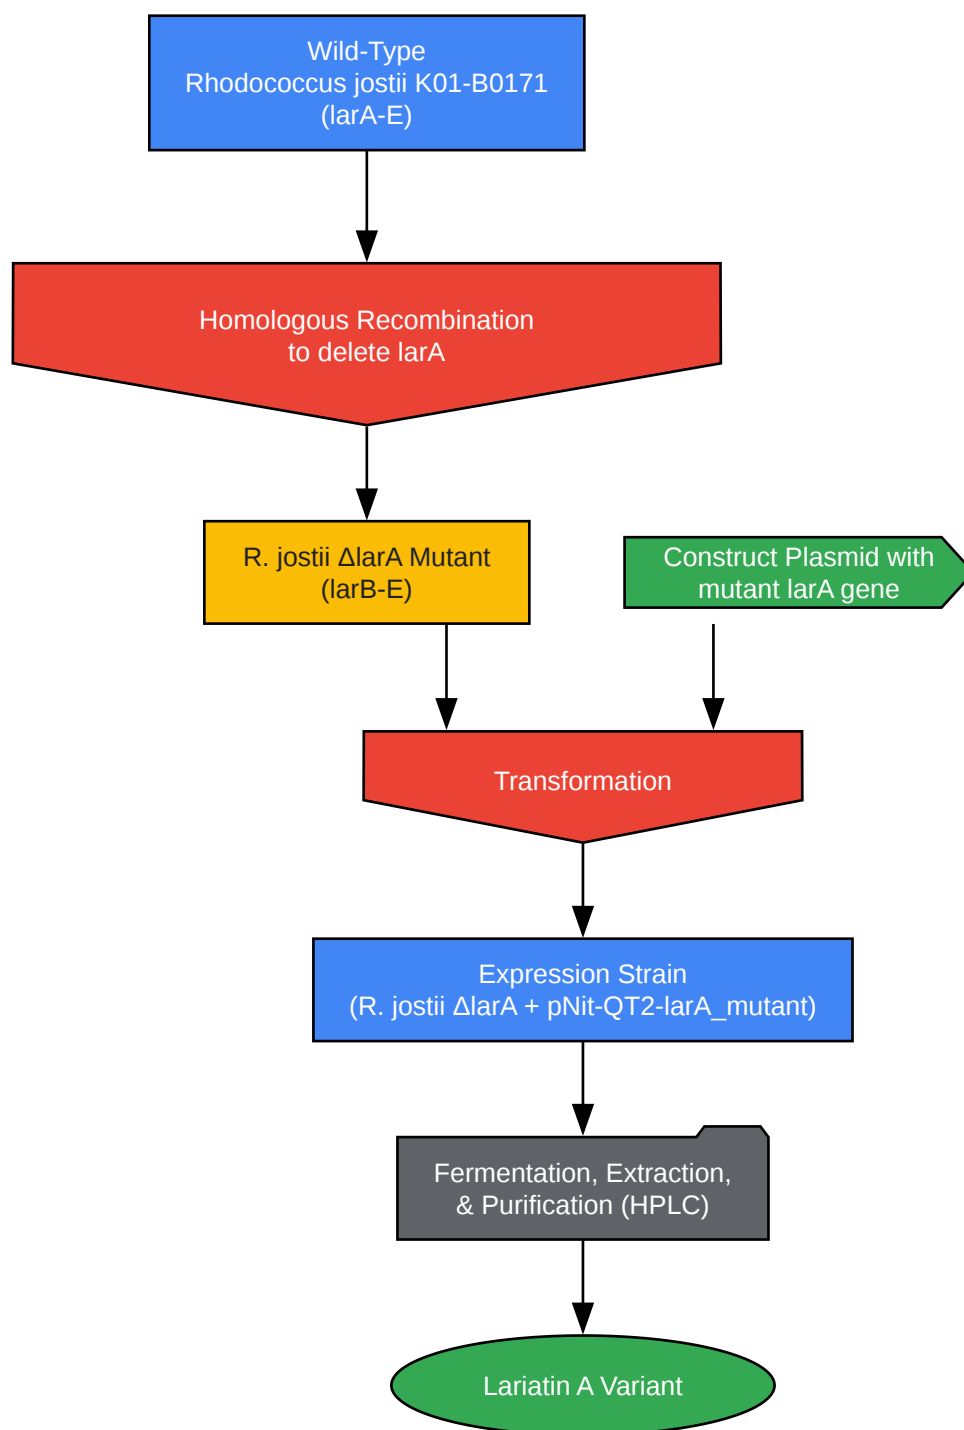 Wild-Type
Rhodococcus jostii K01-B0171
(larA-E)
Homologous Recombination
to delete larA
R. jostii ΔlarA Mutant
(larB-E)
Construct Plasmid with
mutant larA gene
Transformation
Expression Strain
(R. jostii ΔlarA + pNit-QT2-larA_mutant)
Fermentation, Extraction,
& Purification (HPLC)
Lariatin A Variant